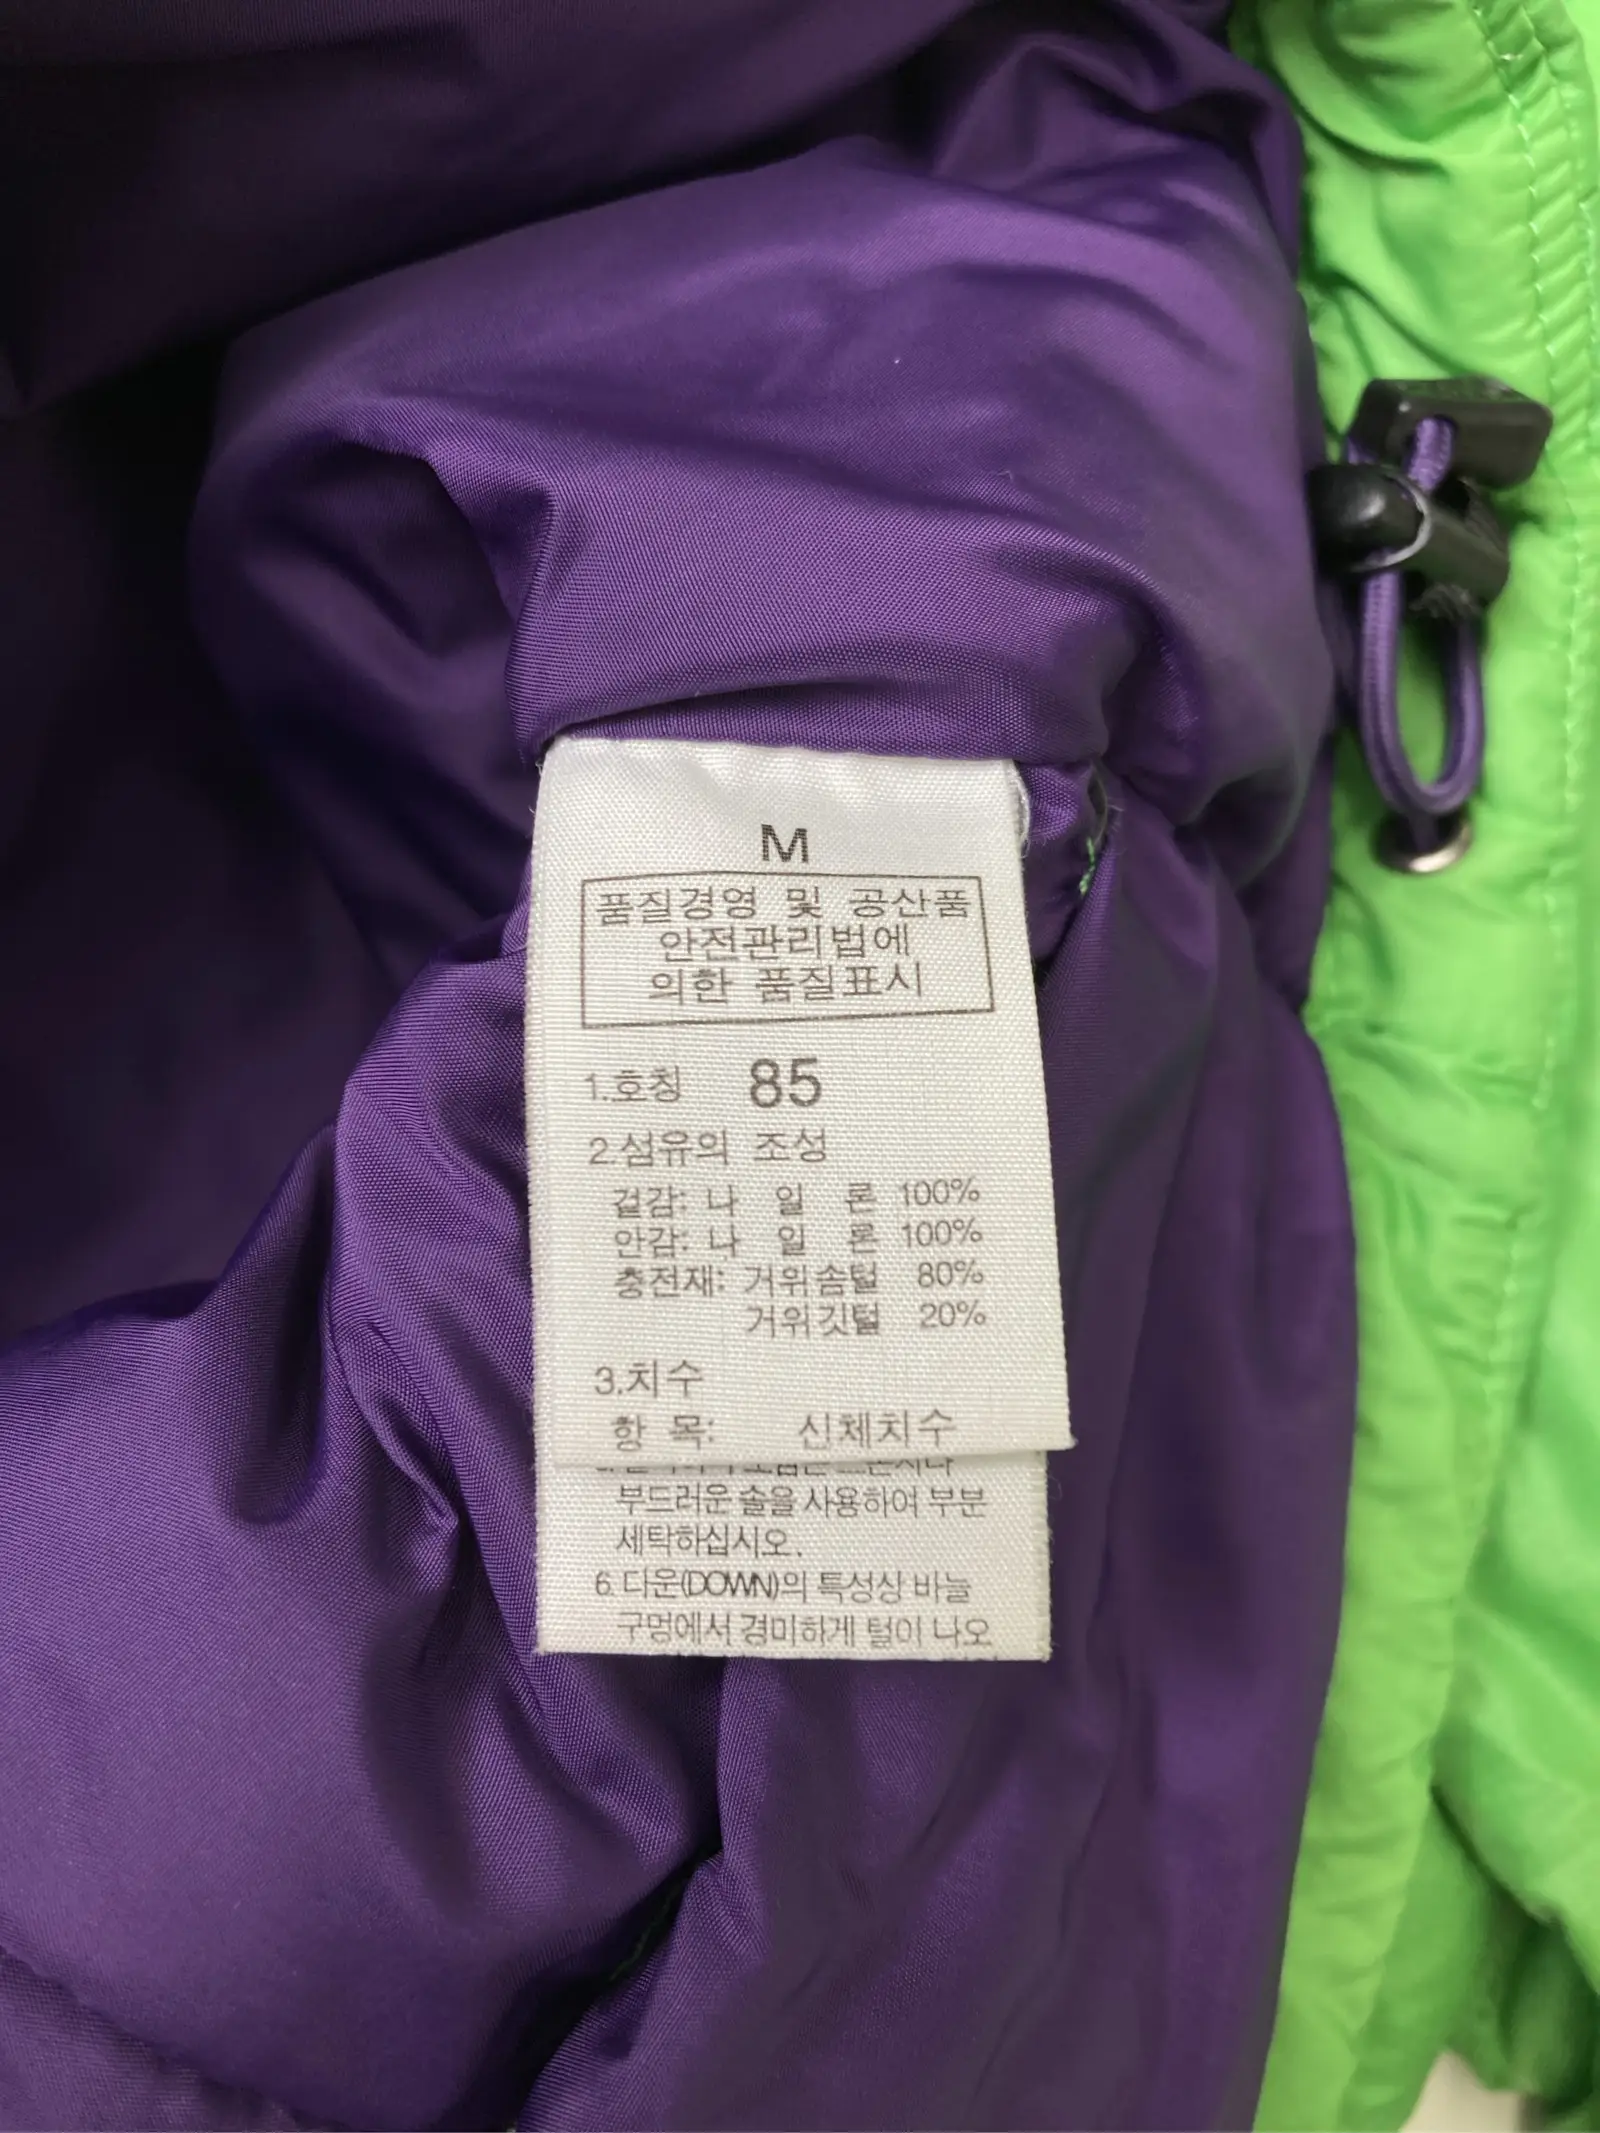 M
품질경영 및 공산품
안전관리법에
의한 품질표시
1.호칭 85
2.섬유의 조성
겉감: 나 일 론 100%
안감: 나 일 론 100%
충전재: 거위솜털 80%
거위깃털 20%
3.치수
항 목: 신체치수
부드러운 솔을 사용하여 부분
세탁하십시오.
6. 다운(DOWN)의 특성상 바늘
구멍에서 경미하게 털이 나오